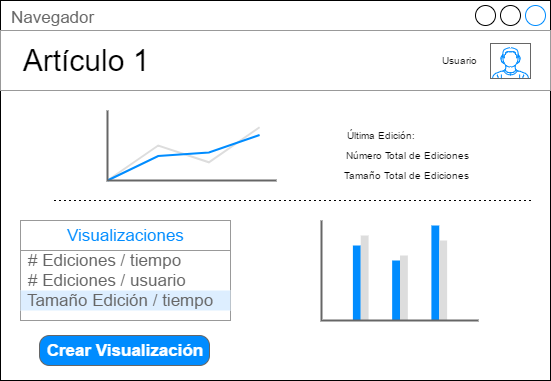 Navegador
Artículo 1
Usuario
Última Edición:
Número Total de Ediciones
Tamaño Total de Ediciones
Visualizaciones
# Ediciones / tiempo
# Ediciones / usuario
Tamaño Edición / tiempo
Crear Visualización